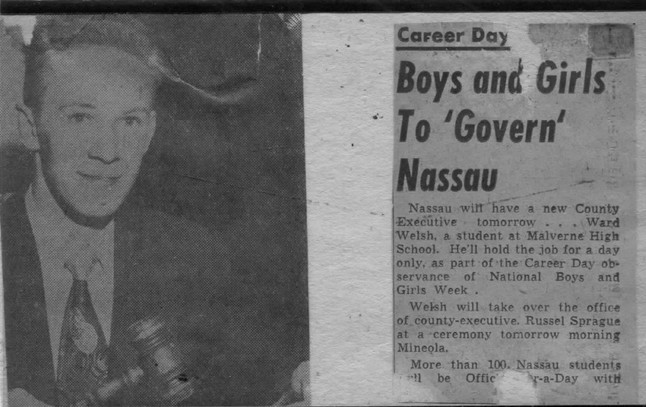 Career Day
Boys and Girls
To 'Govern'
Nassau
Nassau will have a new County
Executive tomorrow . . . Ward
Welsh, a student at Malverne High
School. He'll hold the job for a day
only, as part of the Career Day ob-
servance of National Boys and
Girls Week .
Welsh will take over the office
of county-executive. Russel Sprague
at a ceremony tomorrow morning
Mineola.
More than 100 Nassau students
be -a-Day with